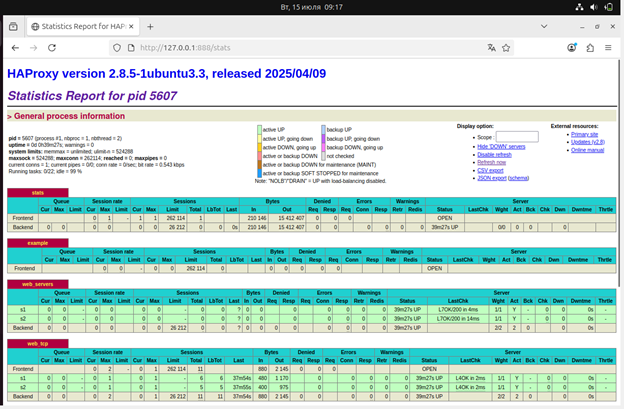 Вт, 15 июля 09:17
Statistics Report for HAP
http://127.0.0.1:888/stats
HAProxy version 2.8.5-1ubuntu3.3, released 2025/04/09
Statistics Report for pid 5607
> General process information
pid = 5607 (process #1, nbproc = 1, nbthread = 2)
uptime = 0d 0h39m27s; warnings = 0
system limits: memmax = unlimited; ulimit-n = 524288
maxsock = 524288; maxconn = 262114; reached = 0; maxpipes = 0
current conns = 1; current pipes = 0/0; conn rate = 0/sec; bit rate = 0.543 kbps
Running tasks: 0/22; idle = 99 %
active UP backup UP
active UP, going down backup UP, going down
active DOWN, going up backup DOWN, going up
active or backup DOWN not checked
active or backup DOWN for maintenance (MAINT)
active or backup SOFT STOPPED for maintenance
Note: "NOLB"/"DRAIN" = UP with load-balancing disabled.
Display option:
Scope :
Hide 'DOWN' servers
Disable refresh
Refresh now
CSV export
JSON export (schema)
External resources:
Primary site
Updates (v2.8)
Online manual
stats
Queue Session rate Sessions Bytes Denied Errors Warnings Server
Cur Max Limit Cur Max Limit Cur Max Limit Total LbTot Last In Out Req Resp Req Conn Resp Retr Redis Status LastChk Wght Act Bck Chk Dwn Dwntme Thrtle
Frontend 0 1 - 1 1 262 114 10 210 146 15 412 407 0 0 0 OPEN
Backend 0 0 0 0 0 0 26 212 0 0 0s 210 146 15 412 407 0 0 0 0 0 0 39m27s UP 0/0 0 0 0
example
Queue Session rate Sessions Bytes Denied Errors Warnings Server
Cur Max Limit Cur Max Limit Cur Max Limit Total LbTot Last In Out Req Resp Req Conn Resp Retr Redis Status LastChk Wght Act Bck Chk Dwn Dwntme Thrtle
Frontend 0 0 - 0 0 262 114 0 0 0 0 0 0 OPEN
web_servers
Queue Session rate Sessions Bytes Denied Errors Warnings Server
Cur Max Limit Cur Max Limit Cur Max Limit Total LbTot Last In Out Req Resp Req Conn Resp Retr Redis Status LastChk Wght Act Bck Chk Dwn Dwntme Thrtle
s1 0 0 - 0 0 0 0 - 0 0 ? 0 0 0 0 0 0 0 39m27s UP L7OK/200 in 4ms 1/1 Y - 0 0 0s -
s2 0 0 - 0 0 0 0 - 0 0 ? 0 0 0 0 0 0 0 39m27s UP L7OK/200 in 14ms 1/1 Y - 0 0 0s -
Backend 0 0 0 0 0 0 26 212 0 0 ? 0 0 0 0 0 0 0 0 39m27s UP 2/2 2 0 0 0s
web_tcp
Queue Session rate Sessions Bytes Denied Errors Warnings Server
Cur Max Limit Cur Max Limit Cur Max Limit Total LbTot Last In Out Req Resp Req Conn Resp Retr Redis Status LastChk Wght Act Bck Chk Dwn Dwntme Thrtle
Frontend 0 2 - 0 1 262 114 11 880 2 145 0 0 0 OPEN
s1 0 0 - 0 1 0 1 - 6 6 37m54s 480 1 170 0 0 0 0 0 39m27s UP L4OK in 2ms 1/1 Y - 0 0 0s -
s2 0 0 - 0 1 0 1 - 5 5 37m55s 400 975 0 0 0 0 0 39m27s UP L4OK in 2ms 1/1 Y - 0 0 0s -
Backend 0 0 0 2 0 1 26 212 11 11 37m54s 880 2 145 0 0 0 0 0 0 39m27s UP 2/2 2 0 0 0s